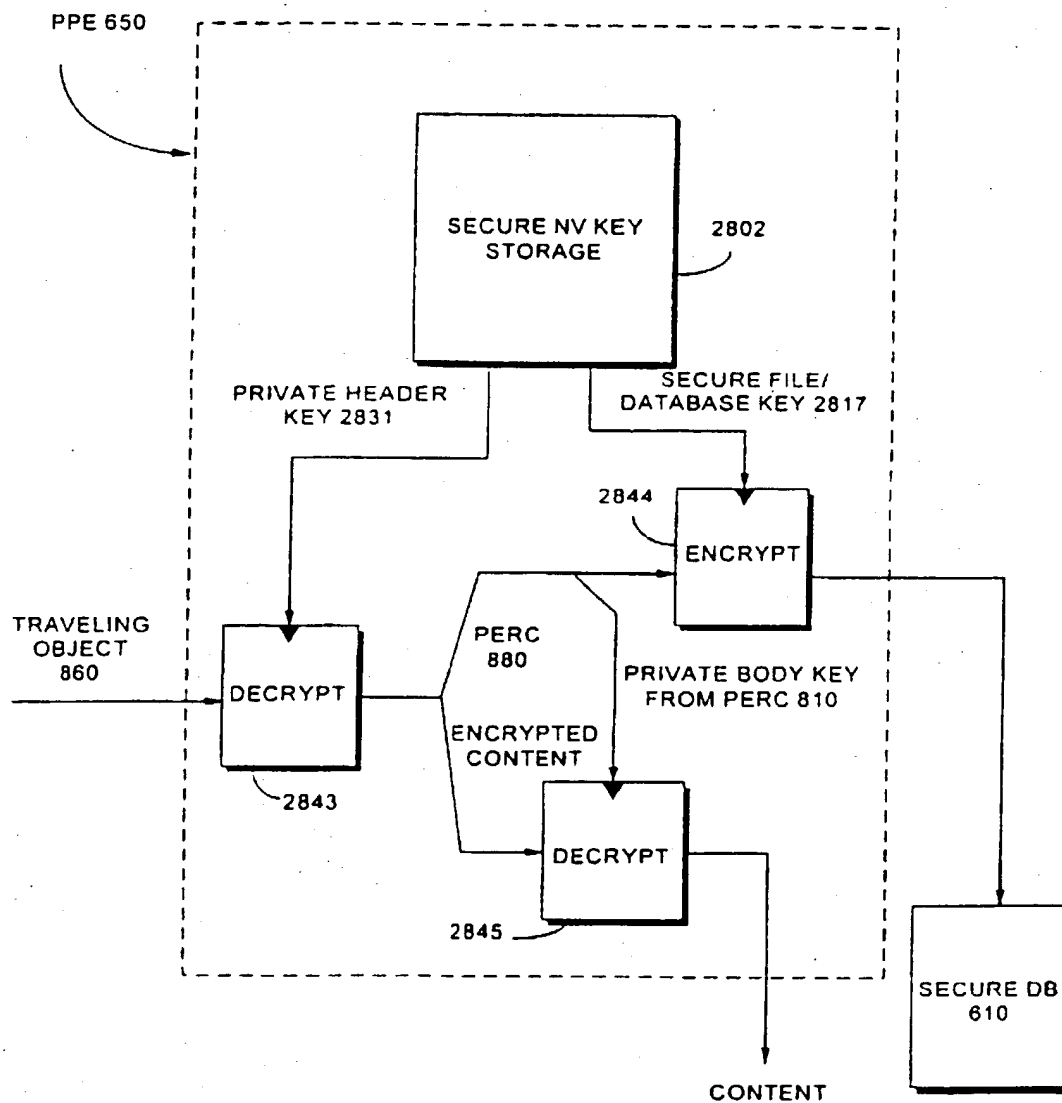 PPE 650
SECURE NV KEY
STORAGE
2802
PRIVATE HEADER
KEY 2831
SECURE FILE/
DATABASE KEY 2817
2844
ENCRYPT
TRAVELING
OBJECT
860
DECRYPT
PERC
880
PRIVATE BODY KEY
FROM PERC 810
ENCRYPTED
CONTENT
2843
DECRYPT
2845
SECURE DB
610
CONTENT